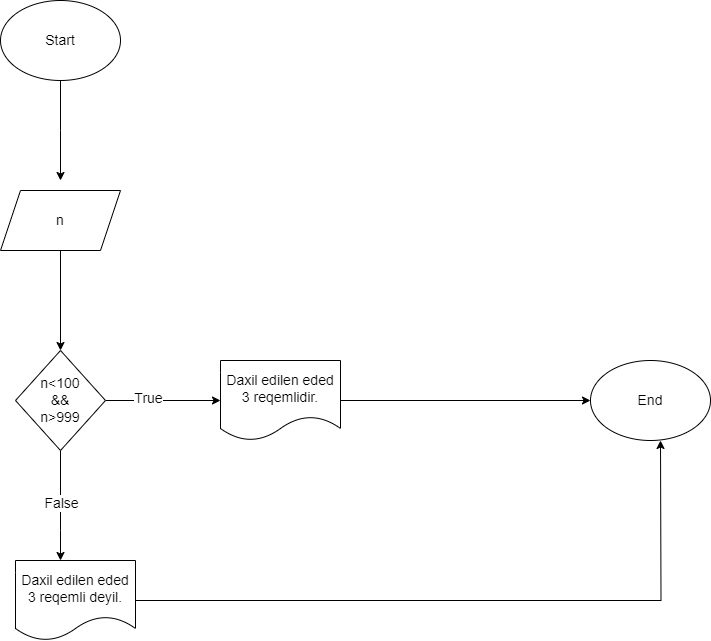 Start
n
n<100
&&
n>999
True
Daxil edilen eded
3 reqemlidir.
End
False
Daxil edilen eded
3 reqemli deyil.